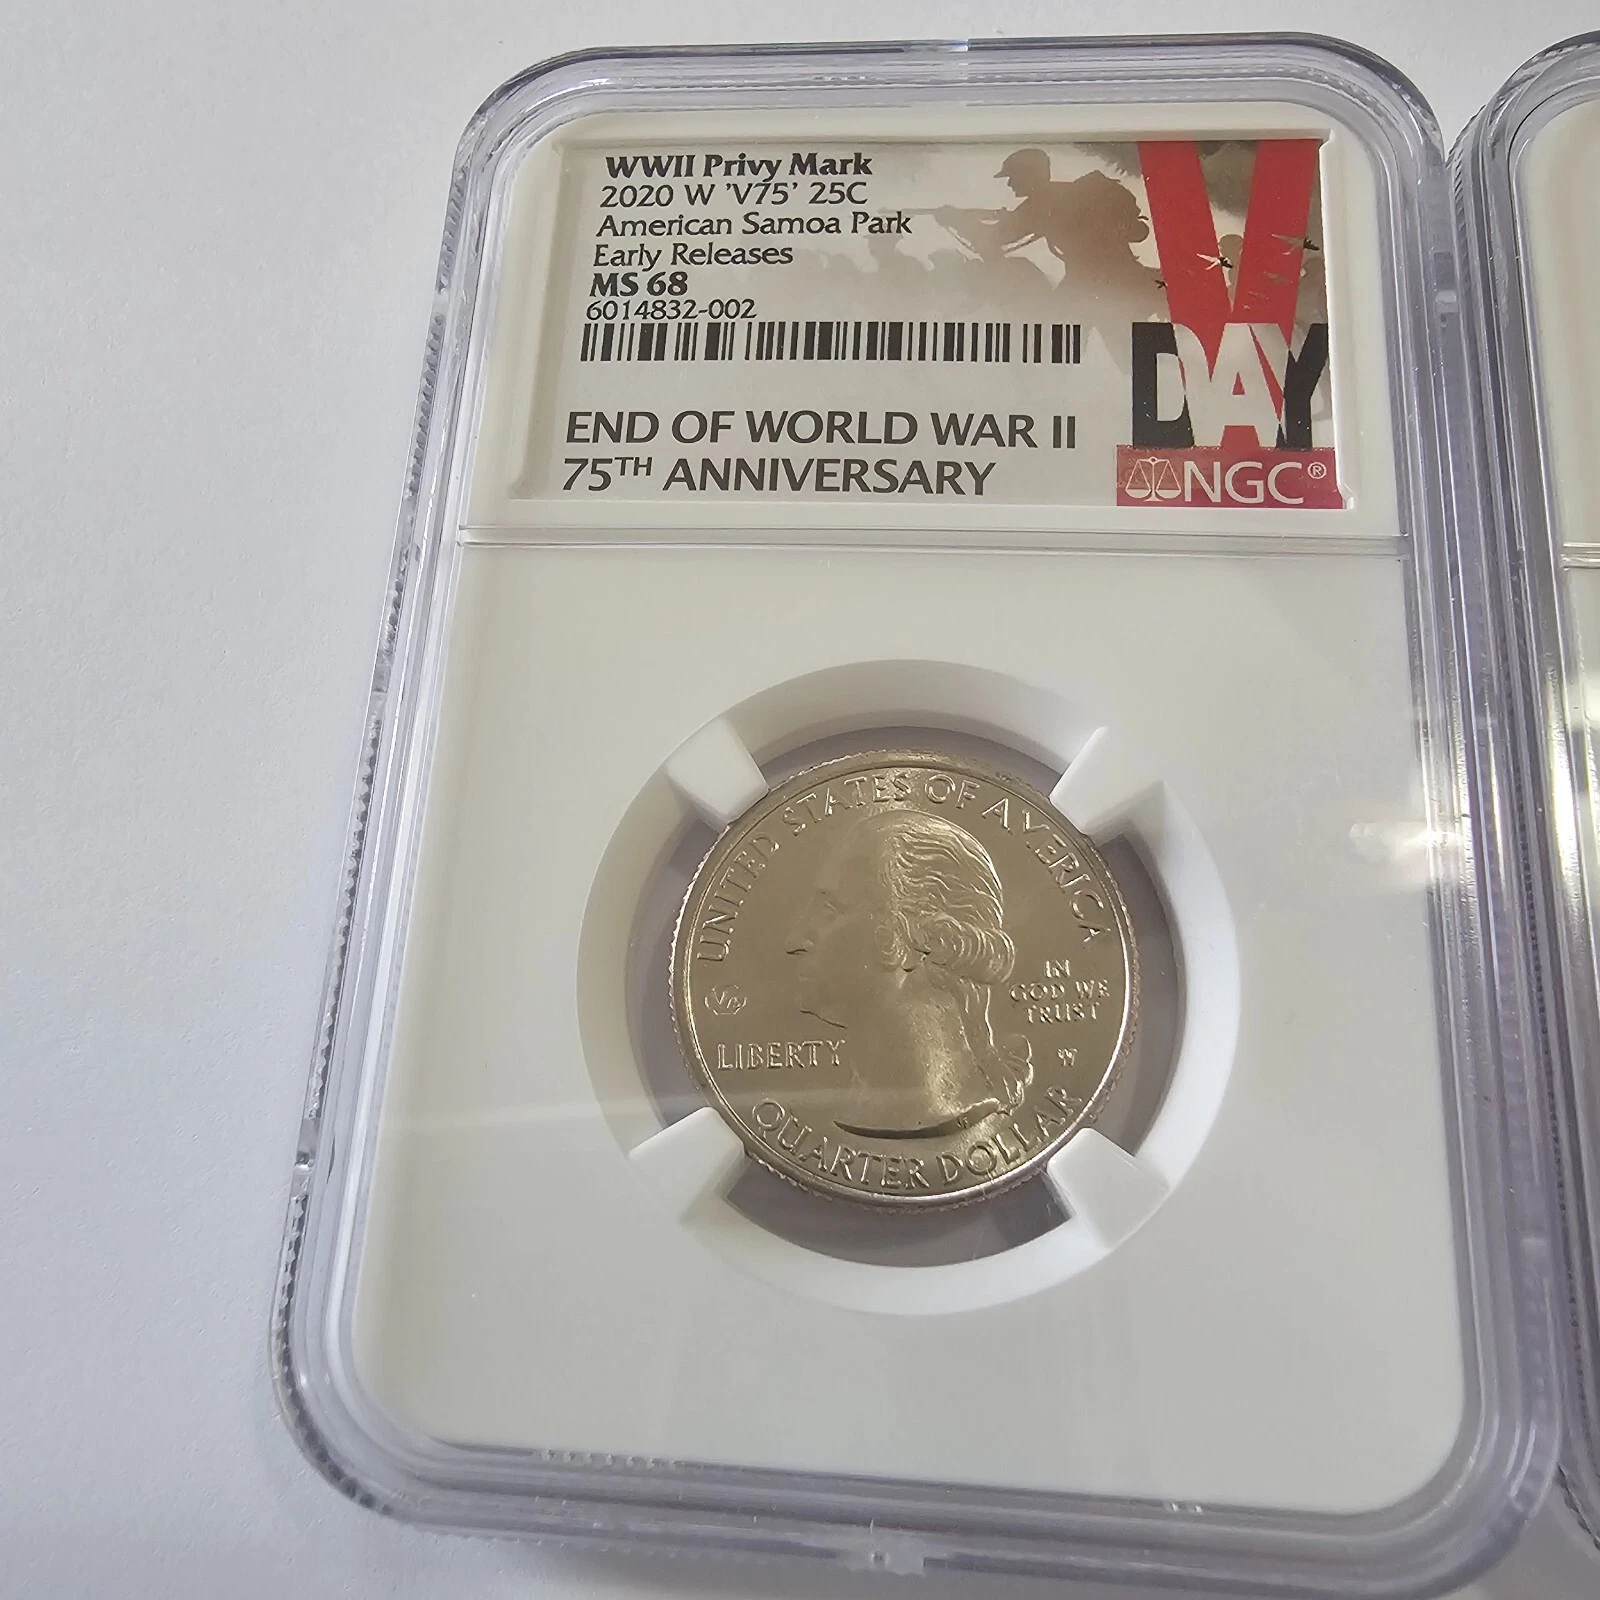 WWII Privy Mark
2020 W 'V75' 25C
American Samoa Park
Early Releases
MS 68
6014832-002
END OF WORLD WAR II
75TH ANNIVERSARY
V
DAY
NGC®
UNITED STATES OF AMERICA
IN
GOD WE
TRUST
LIBERTY
W
QUARTER DOLLAR